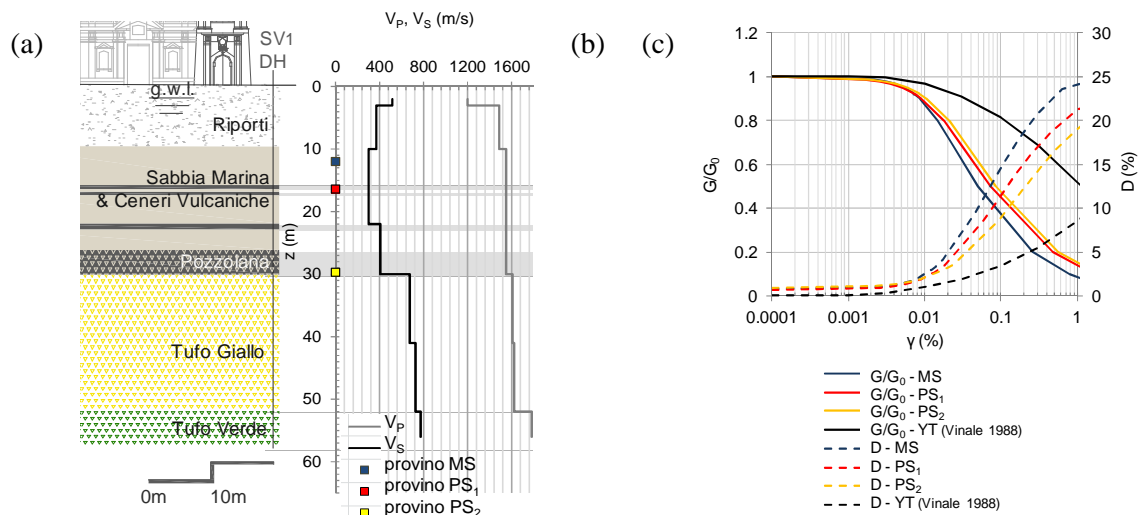 (a)
SV1
DH
g.w.l.
Riporti
Sabbia Marina
& Ceneri Vulcaniche
Pozzolana
Tufo Giallo
Tufo Verde
0m 10m
(b)
V_P, V_S (m/s)
0 400 800 1200 1600
0
10
20
30
40
50
60
z (m)
V_P
V_S
provino MS
provino PS_1
provino PS_2
(c)
1.2
1
0.8
0.6
0.4
0.2
0
G/G_0
30
25
20
15
10
5
0
D (%)
0.0001 0.001 0.01 0.1 1
γ (%)
G/G_0 - MS
G/G_0 - PS_1
G/G_0 - PS_2
G/G_0 - YT (Vinale 1988)
D - MS
D - PS_1
D - PS_2
D - YT (Vinale 1988)